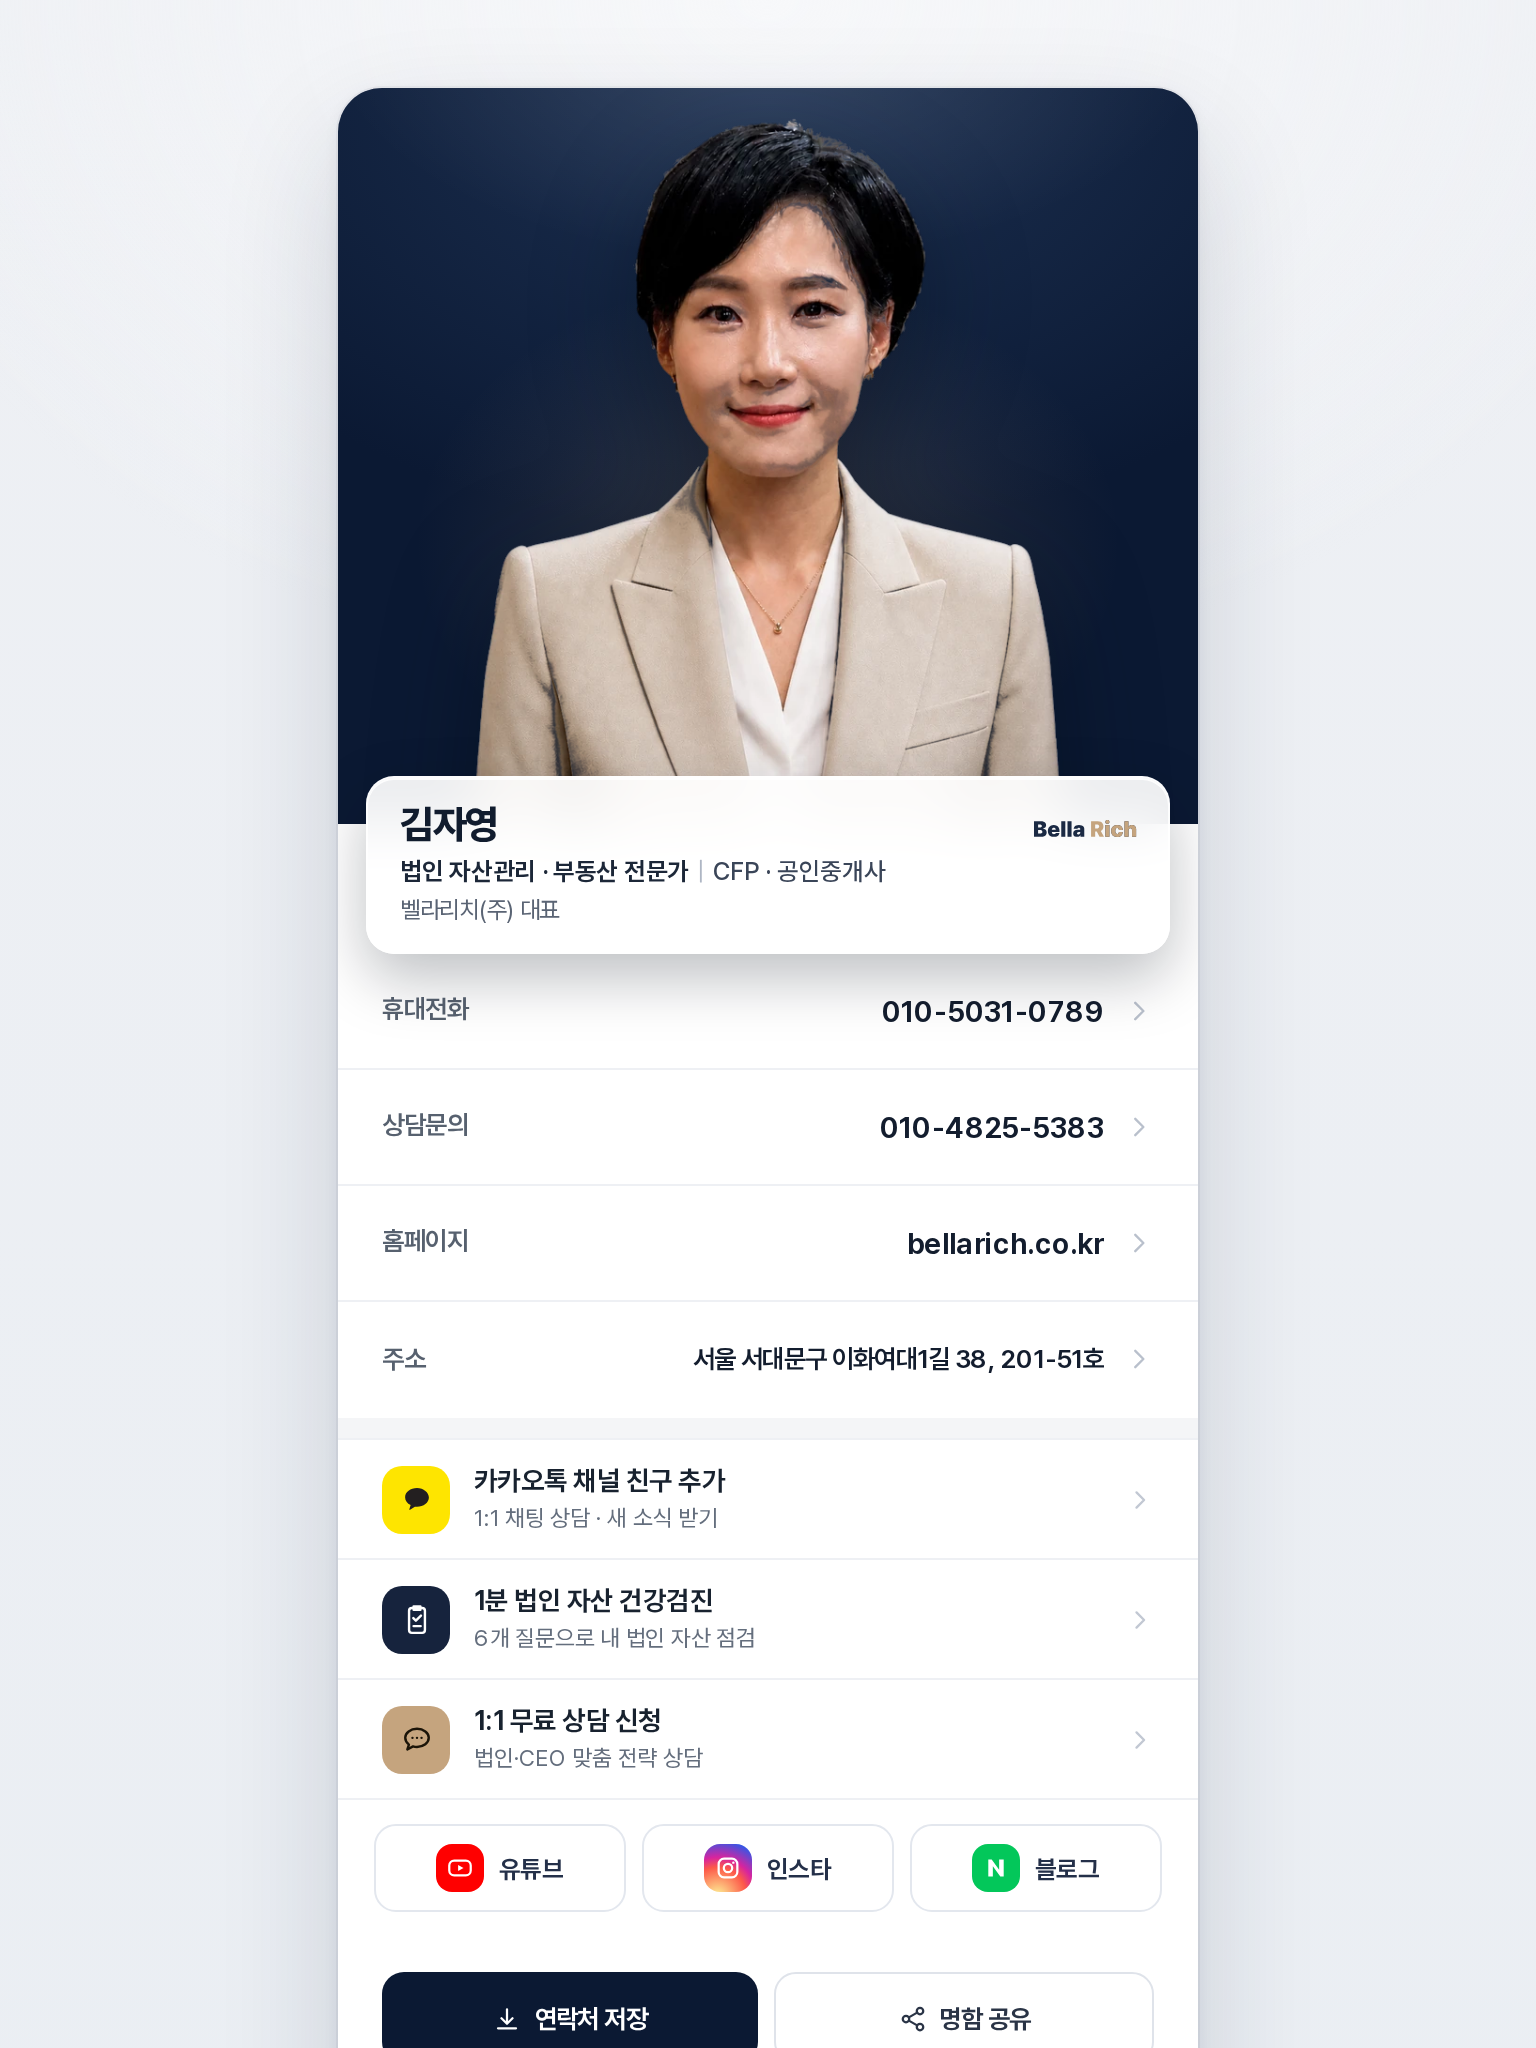 김자영
Bella Rich
법인 자산관리 · 부동산 전문가 | CFP · 공인중개사
벨라리치(주) 대표
휴대전화 010-5031-0789
상담문의 010-4825-5383
홈페이지 bellarich.co.kr
주소 서울 서대문구 이화여대1길 38, 201-51호
카카오톡 채널 친구 추가
1:1 채팅 상담 · 새 소식 받기
1분 법인 자산 건강검진
6개 질문으로 내 법인 자산 점검
1:1 무료 상담 신청
법인·CEO 맞춤 전략 상담
유튜브 인스타 N 블로그
연락처 저장 명함 공유